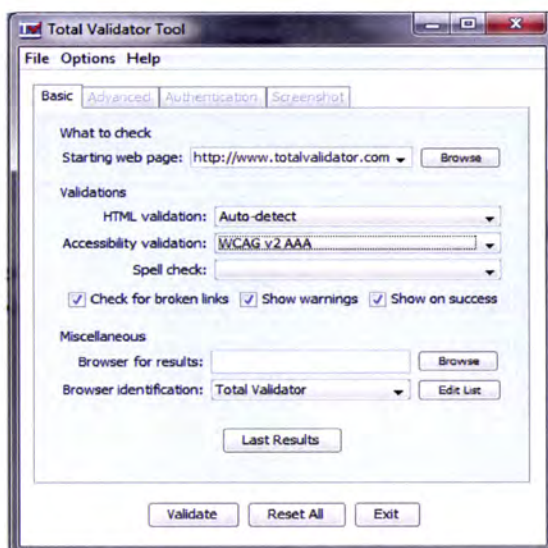 Total Validator Tool
File Options Help
Basic Advanced Authentication Screenshot
What to check
Starting web page: http://www.totalvalidator.com Browse
Validations
HTML validation: Auto-detect
Accessibility validation: WCAG v2 AAA
Spell check:
Check for broken links Show warnings Show on success
Miscellaneous
Browser for results: Browse
Browser identification: Total Validator Edit List
Last Results
Validate Reset All Exit